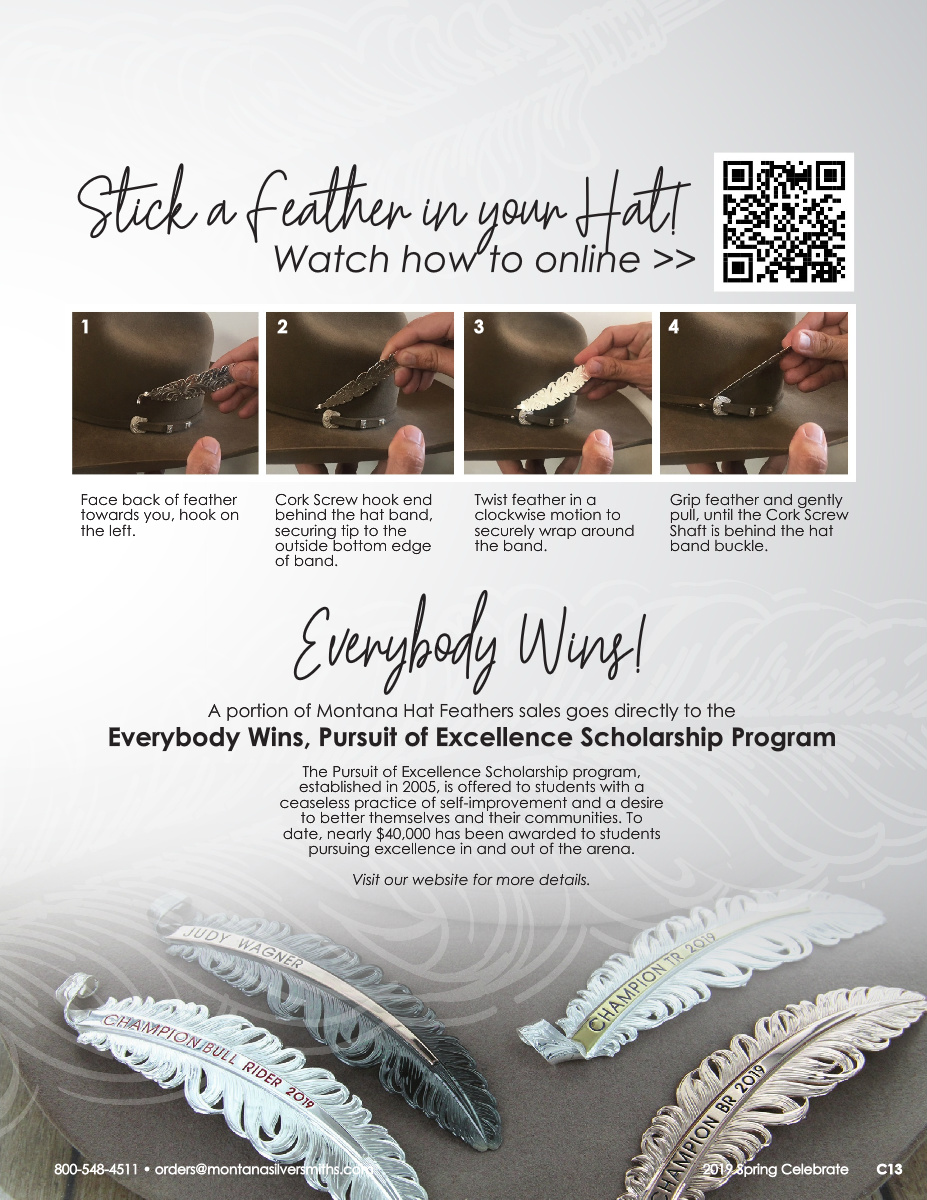 Stick a Feather in your Hat!
Watch how to online >>
1
2
3
4
Face back of feather
towards you, hook on
the left.
Cork Screw hook end
behind the hat band,
securing tip to the
outside bottom edge
of band.
Twist feather in a
clockwise motion to
securely wrap around
the band.
Grip feather and gently
pull, until the Cork Screw
Shaft is behind the hat
band buckle.
Everybody Wins!
A portion of Montana Hat Feathers sales goes directly to the
Everybody Wins, Pursuit of Excellence Scholarship Program
The Pursuit of Excellence Scholarship program,
established in 2005, is offered to students with a
ceaseless practice of self-improvement and a desire
to better themselves and their communities. To
date, nearly $40,000 has been awarded to students
pursuing excellence in and out of the arena.
Visit our website for more details.
JUDY WAGNER
CHAMPION TR 2019
CHAMPION BULL RIDER 2019
CHAMPION BR 2019
800-548-4511 • orders@montanasilversmiths.com
2019 Spring Celebrate C13